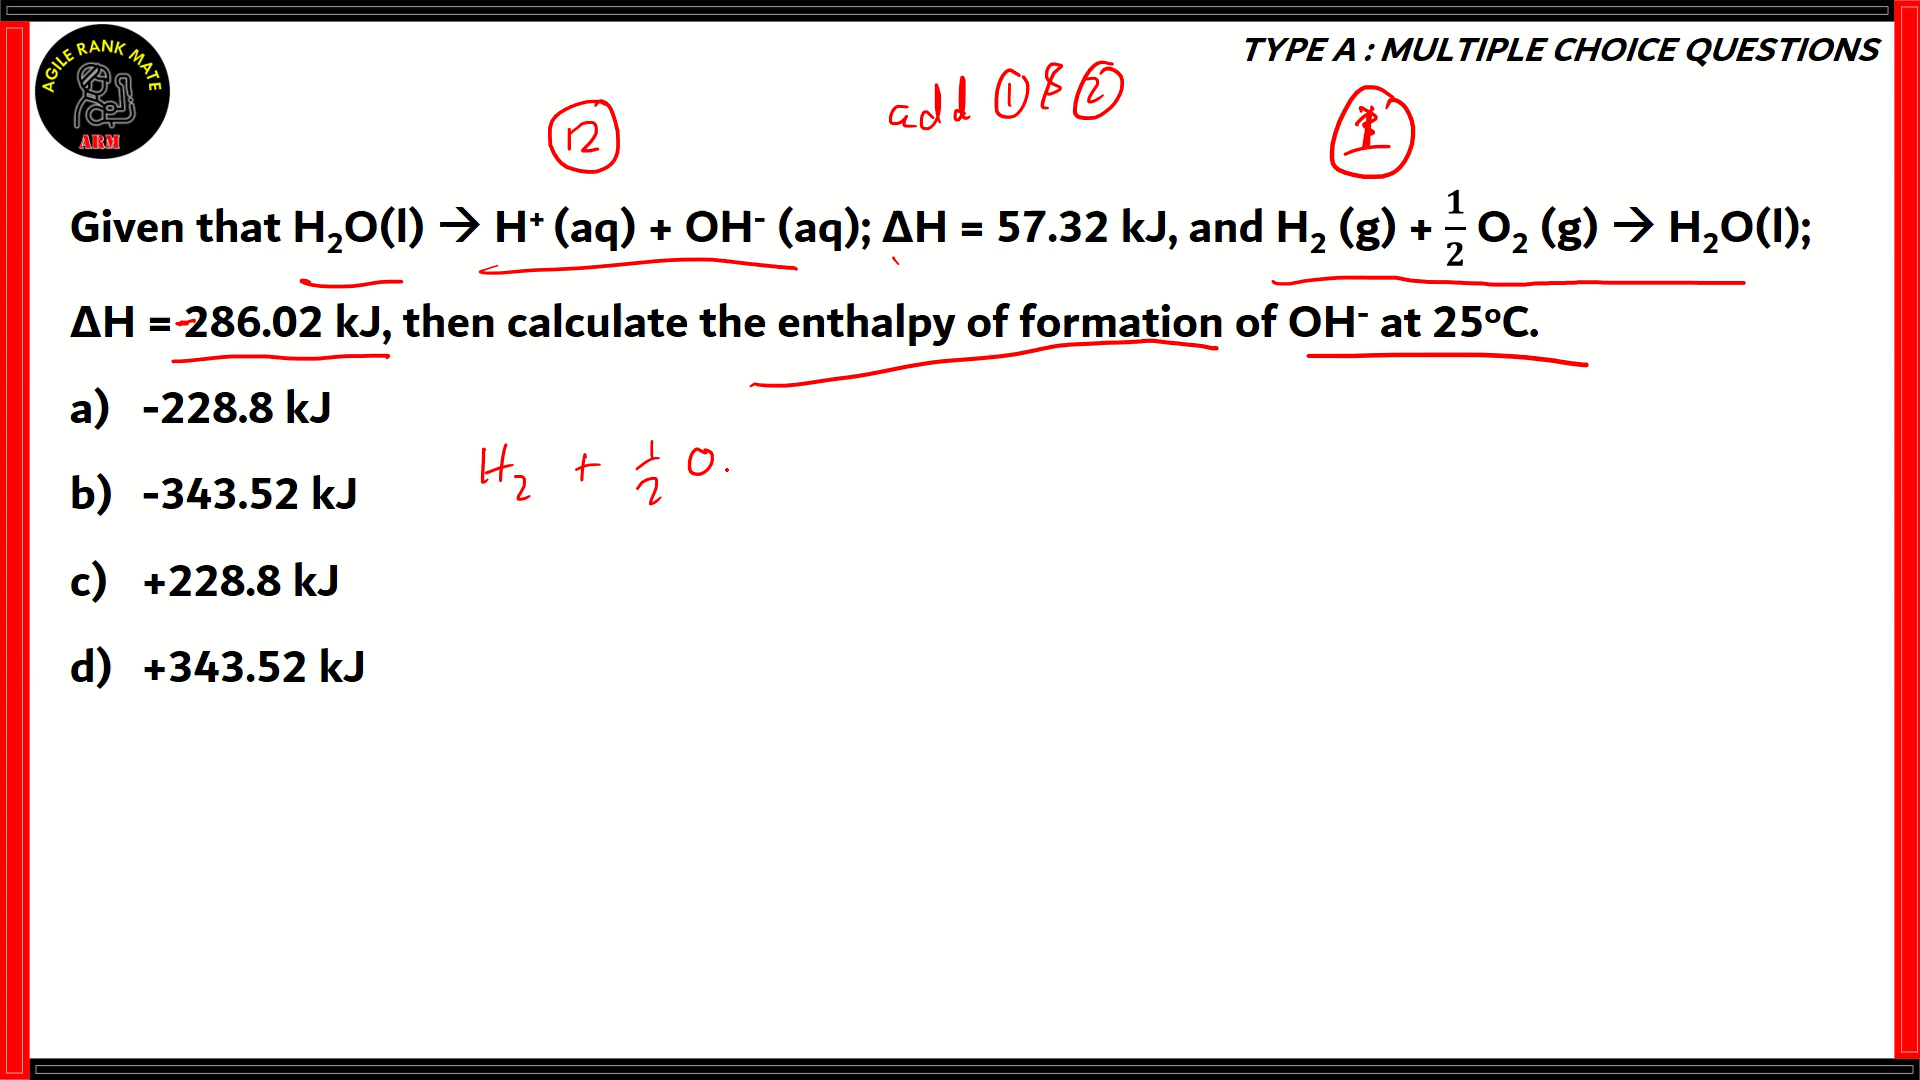 AGILE RANK MATE
ARM
TYPE A : MULTIPLE CHOICE QUESTIONS
add ① & ②
Given that H₂O(l) → H⁺ (aq) + OH⁻ (aq); ΔH = 57.32 kJ, and H₂ (g) + 1/2 O₂ (g) → H₂O(l);
ΔH = -286.02 kJ, then calculate the enthalpy of formation of OH⁻ at 25°C.
a) -228.8 kJ
b) -343.52 kJ
H₂ + 1/2 O
c) +228.8 kJ
d) +343.52 kJ